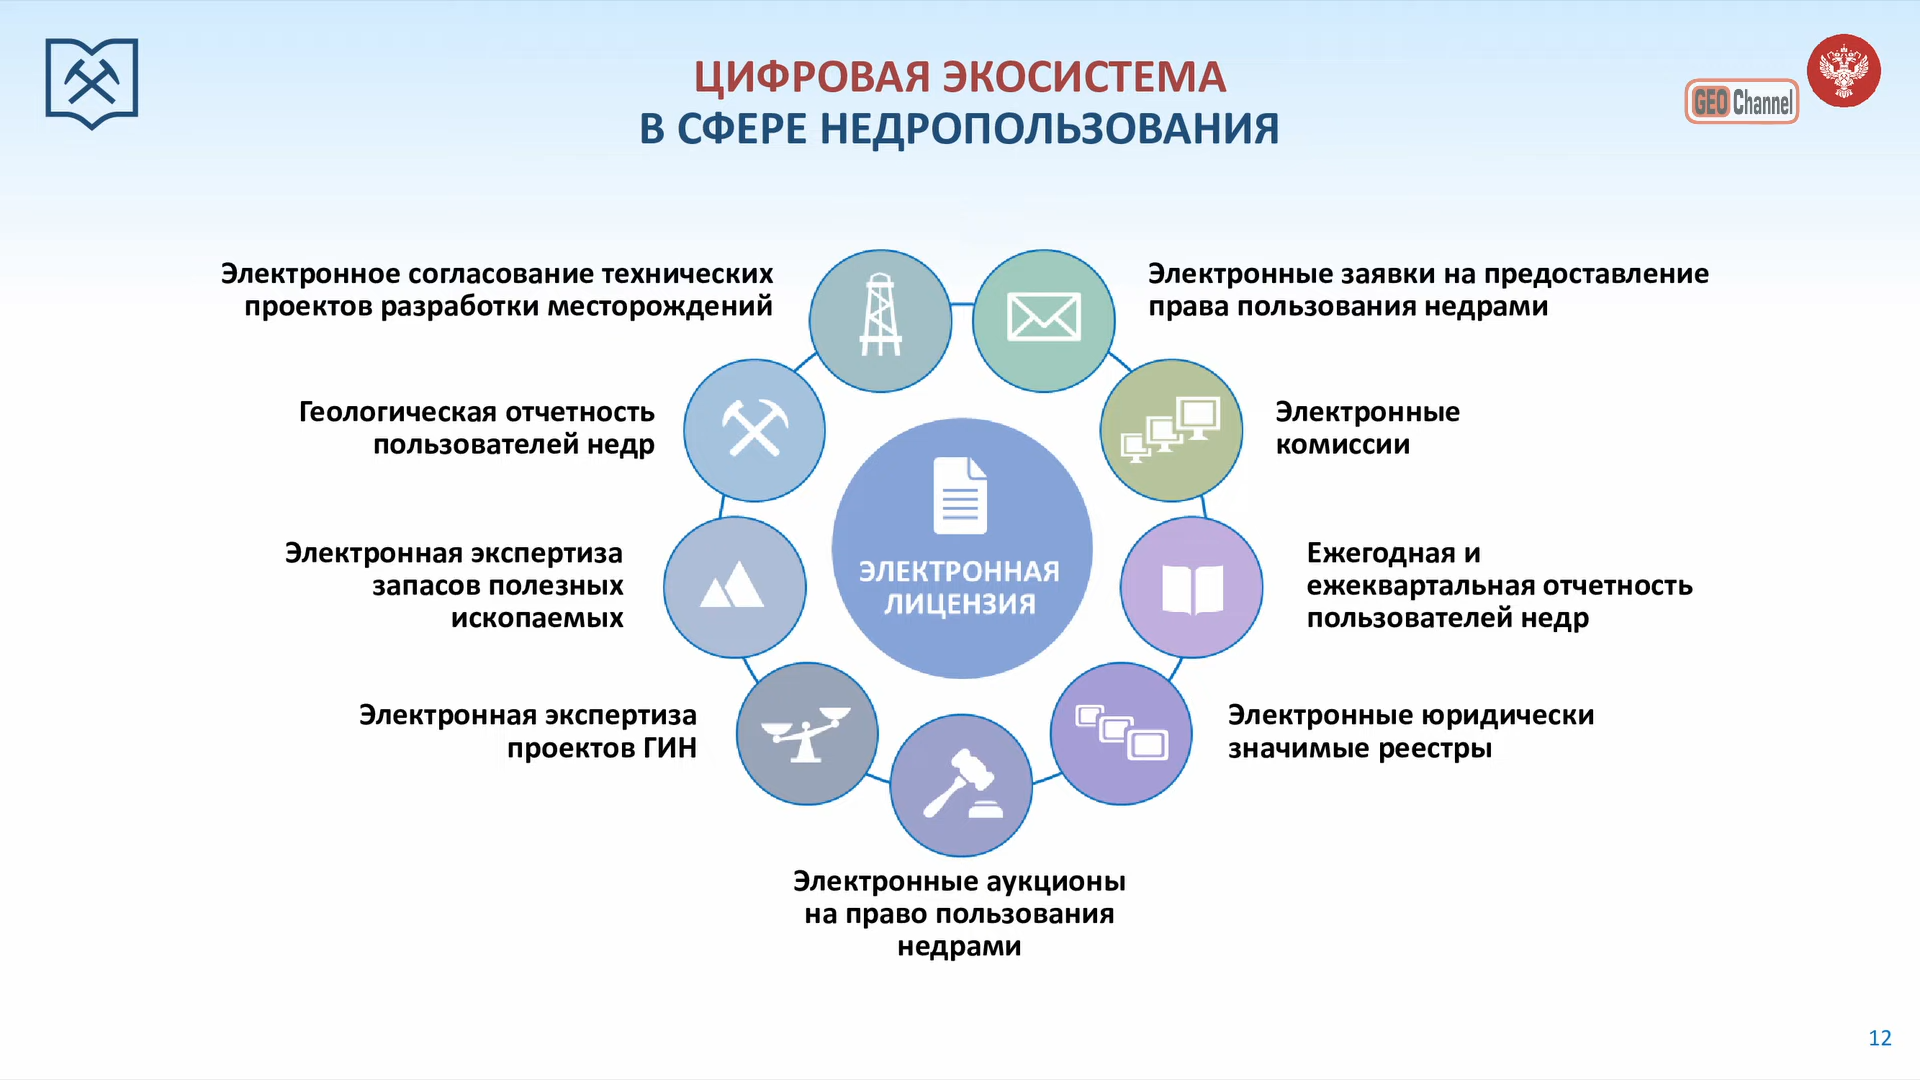 ЦИФРОВАЯ ЭКОСИСТЕМА
В СФЕРЕ НЕДРОПОЛЬЗОВАНИЯ
GEO Channel
Электронное согласование технических
проектов разработки месторождений
Электронные заявки на предоставление
права пользования недрами
Геологическая отчетность
пользователей недр
Электронные
комиссии
ЭЛЕКТРОННАЯ
ЛИЦЕНЗИЯ
Электронная экспертиза
запасов полезных
ископаемых
Ежегодная и
ежеквартальная отчетность
пользователей недр
Электронная экспертиза
проектов ГИН
Электронные юридически
значимые реестры
Электронные аукционы
на право пользования
недрами
12